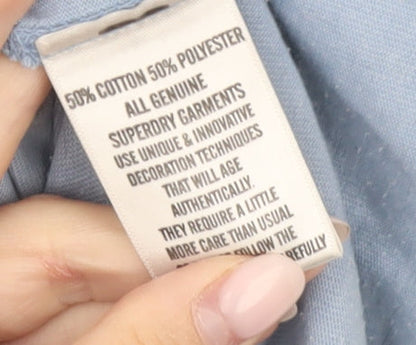 50% COTTON 50% POLYESTER
ALL GENUINE
SUPERDRY GARMENTS
USE UNIQUE & INNOVATIVE
DECORATION TECHNIQUES
THAT WILL AGE
AUTHENTICALLY.
THEY REQUIRE A LITTLE
MORE CARE THAN USUAL
FOLLOW THE